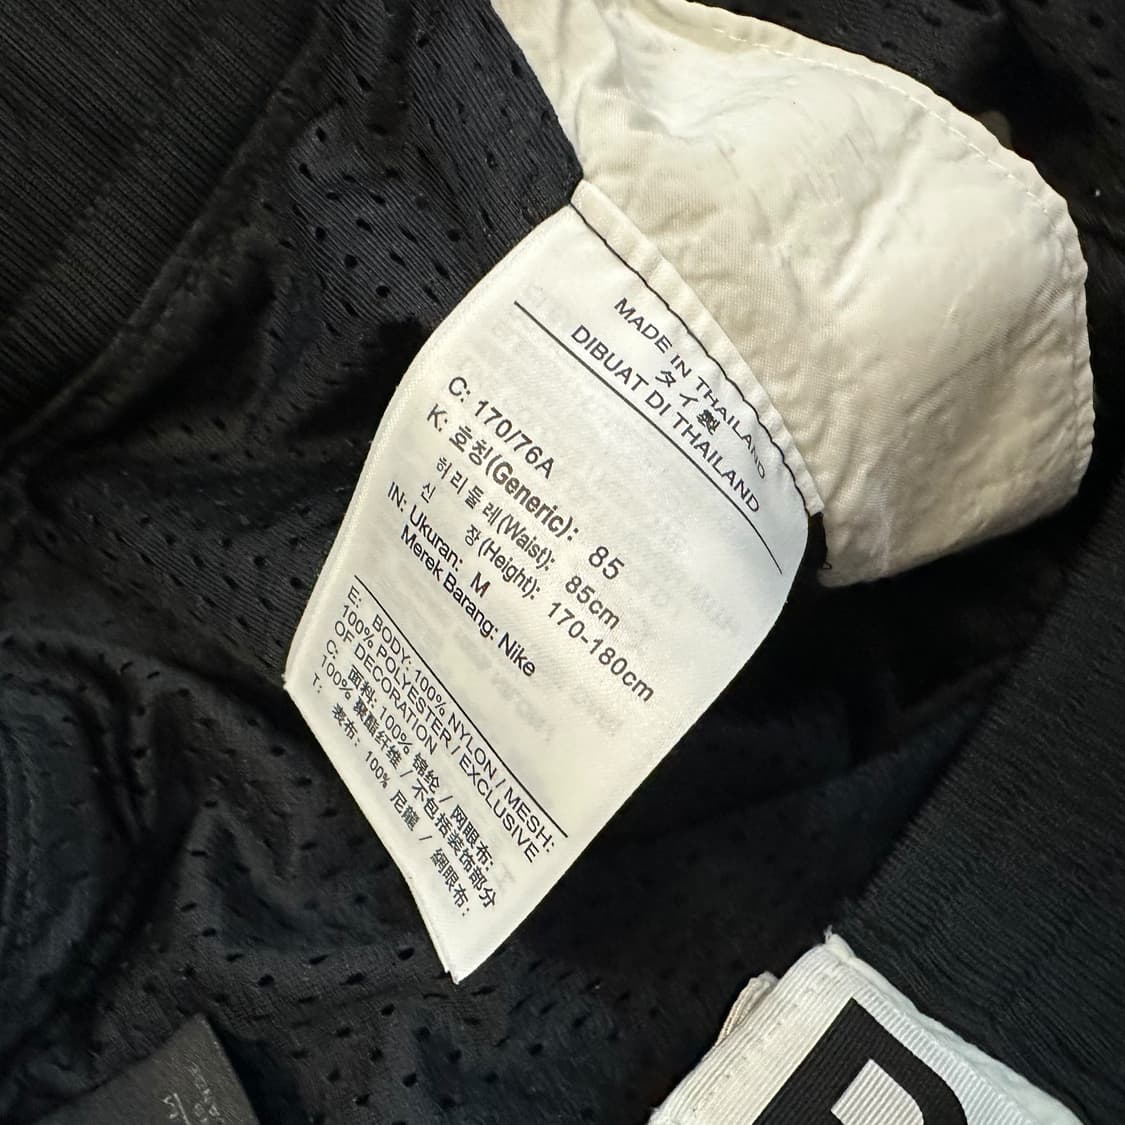 MADE IN THAILAND
タイ製
DIBUAT DI THAILAND
C: 170/76A
K: 호칭(Generic): 85
허리둘레(Waist): 85cm
신 장(Height): 170-180cm
IN: Ukuran: M
Merek Barang: Nike
E: BODY: 100% NYLON / MESH:
100% POLYESTER / EXCLUSIVE
OF DECORATION
C: 面料: 100% 锦纶 / 网眼布:
100% 聚酯纤维 / 不包括装饰部分
T: 表布: 100% 尼龍 / 網眼布: